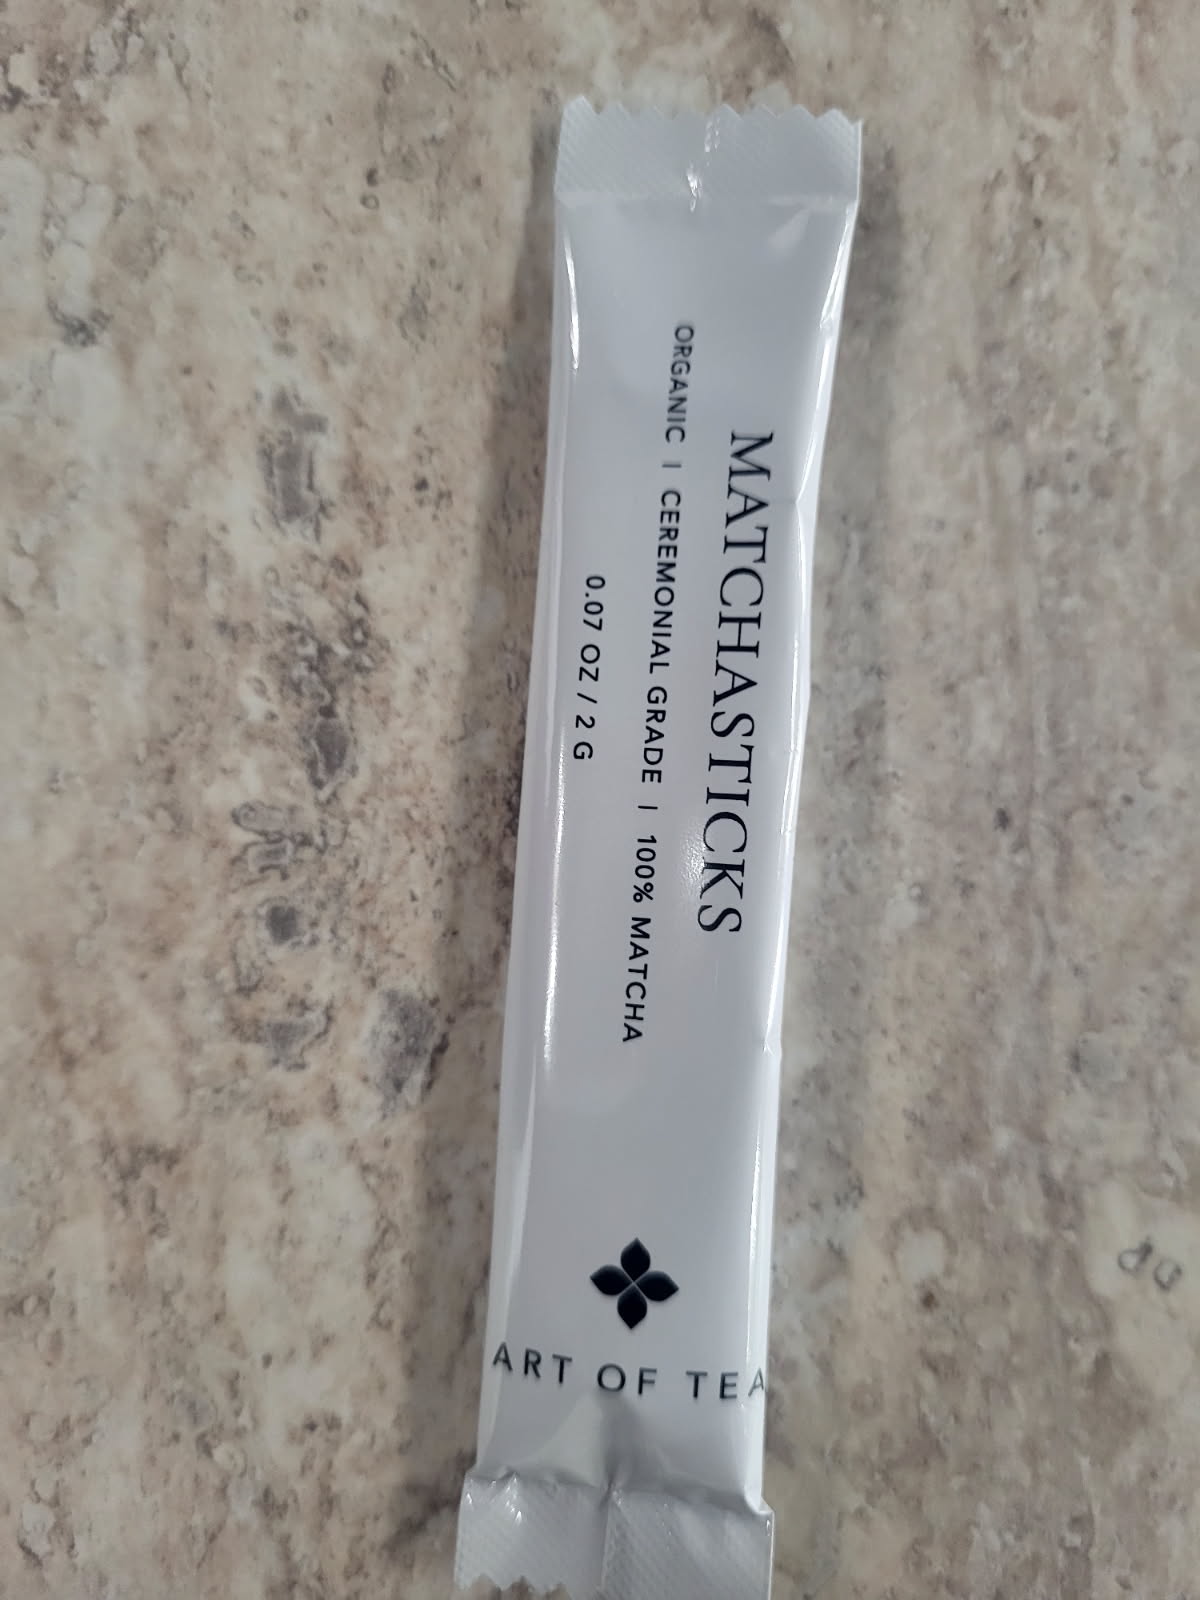 MATCHASTICKS
ORGANIC | CEREMONIAL GRADE | 100% MATCHA
0.07 OZ / 2 G
ART OF TEA